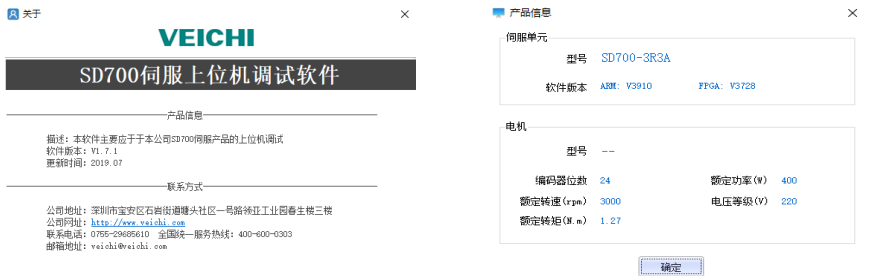 关于
VEICHI
SD700伺服上位机调试软件
产品信息
描述: 本软件主要应于于本公司SD700伺服产品的上位机调试
软件版本: V1.7.1
更新时间: 2019.07
联系方式
公司地址: 深圳市宝安区石岩街道塘头社区一号路领亚工业园春生楼三楼
公司网址: http://www.veichi.com
联系电话: 0755-29685610 全国统一服务热线: 400-600-0303
邮箱地址: veichi@veichi.com
产品信息
伺服单元
型号 SD700-3R3A
软件版本 ARM: V3910 FPGA: V3728
电机
型号 --
编码器位数 24 额定功率(W) 400
额定转速(rpm) 3000 电压等级(V) 220
额定转矩(N.m) 1.27
确定